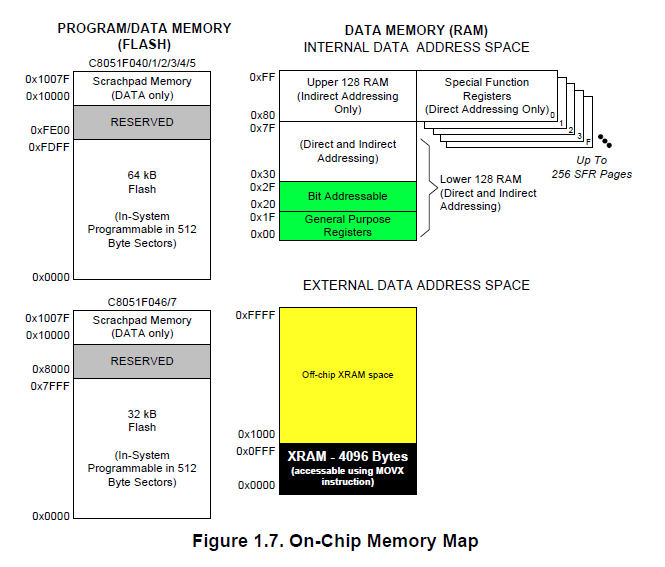 PROGRAM/DATA MEMORY
(FLASH)
C8051F040/1/2/3/4/5
0x1007F
0x10000
Scrachpad Memory
(DATA only)
RESERVED
0xFE00
0xFDFF
64 kB
Flash
(In-System
Programmable in 512
Byte Sectors)
0x0000
C8051F046/7
0x1007F
0x10000
Scrachpad Memory
(DATA only)
RESERVED
0x8000
0x7FFF
32 kB
Flash
(In-System
Programmable in 512
Byte Sectors)
0x0000
DATA MEMORY (RAM)
INTERNAL DATA ADDRESS SPACE
0xFF
Upper 128 RAM
(Indirect Addressing
Only)
0x80
Special Function
Registers
(Direct Addressing Only)
0
1
2
3
F
Up To
256 SFR Pages
0x7F
(Direct and Indirect
Addressing)
0x30
0x2F
Bit Addressable
0x20
0x1F
General Purpose
Registers
0x00
Lower 128 RAM
(Direct and Indirect
Addressing)
EXTERNAL DATA ADDRESS SPACE
0xFFFF
Off-chip XRAM space
0x1000
0x0FFF
XRAM - 4096 Bytes
(accessable using MOVX
instruction)
0x0000
Figure 1.7. On-Chip Memory Map